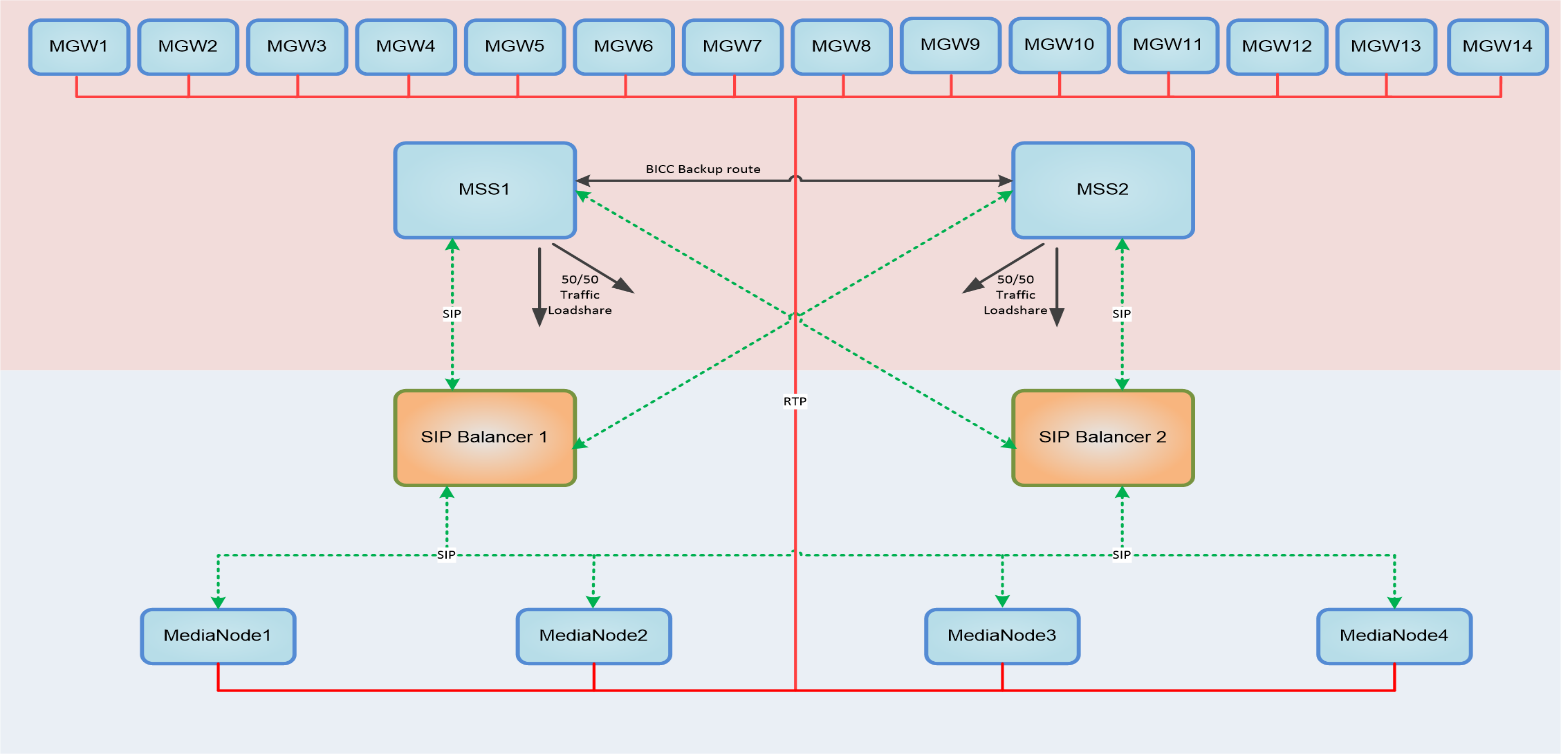 MGW1
MGW2
MGW3
MGW4
MGW5
MGW6
MGW7
MGW8
MGW9
MGW10
MGW11
MGW12
MGW13
MGW14
BICC Backup route
MSS1
MSS2
50/50
Traffic
Loadshare
50/50
Traffic
Loadshare
SIP
SIP
RTP
SIP Balancer 1
SIP Balancer 2
SIP
SIP
MediaNode1
MediaNode2
MediaNode3
MediaNode4